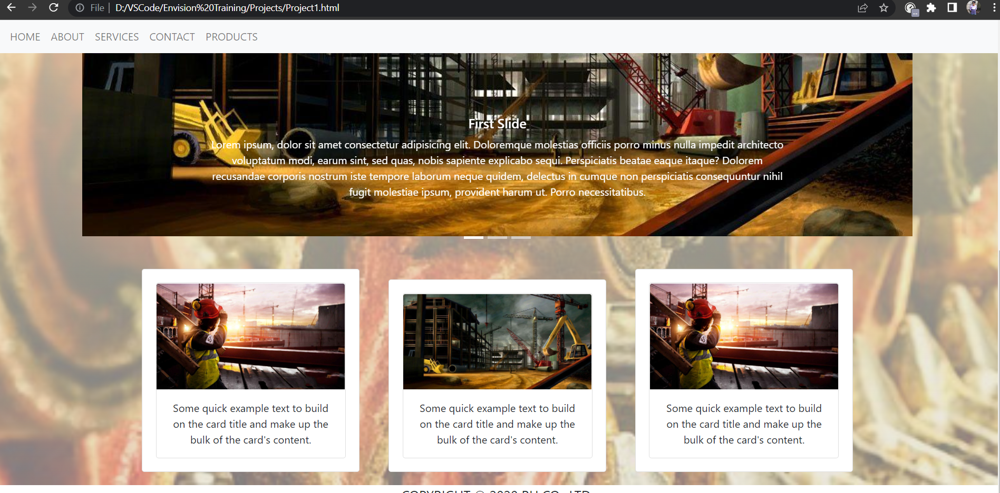 File | D:/VSCode/Envision%20Training/Projects/Project1.html
HOME ABOUT SERVICES CONTACT PRODUCTS
First Slide
Lorem ipsum, dolor sit amet consectetur adipisicing elit. Doloremque molestias officiis porro minus nulla impedit architecto
voluptatum modi, earum sint, sed quas, nobis sapiente explicabo sequi. Perspiciatis beatae eaque itaque? Dolorem
recusandae corporis nostrum iste tempore laborum neque quidem, delectus in cumque non perspiciatis consequuntur nihil
fugit molestiae ipsum, provident harum ut. Porro necessitatibus.
Some quick example text to build
on the card title and make up the
bulk of the card's content.
Some quick example text to build
on the card title and make up the
bulk of the card's content.
Some quick example text to build
on the card title and make up the
bulk of the card's content.
COPYRIGHT ©